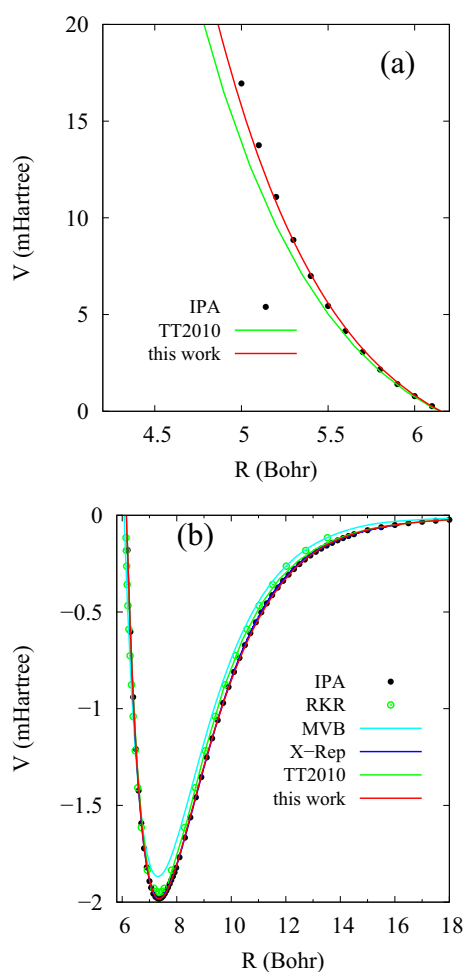 20
(a)
15
V (mHartree)
10
IPA
5
TT2010
this work
0
4.5 5 5.5 6
R (Bohr)
0
(b)
−0.5
IPA
RKR
V (mHartree)
−1
MVB
X−Rep
TT2010
−1.5
this work
−2
6 8 10 12 14 16 18
R (Bohr)